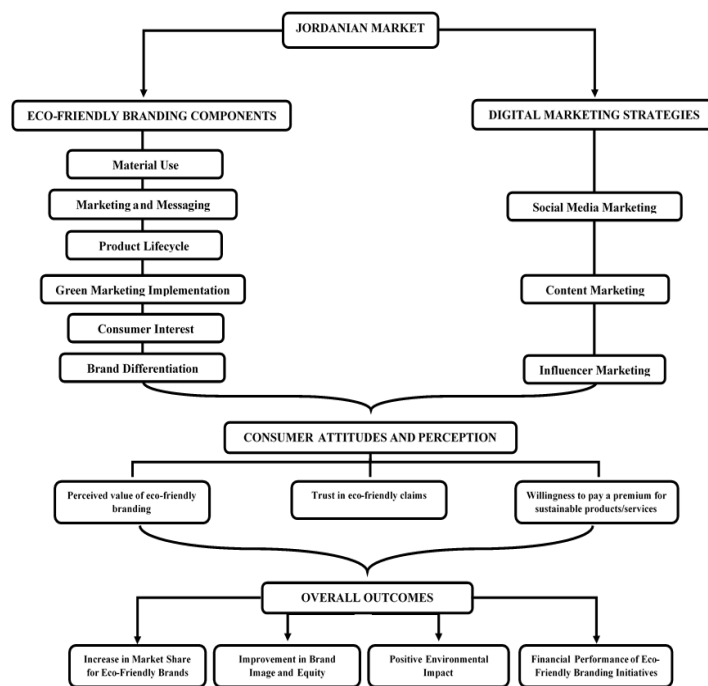 JORDANIAN MARKET
ECO-FRIENDLY BRANDING COMPONENTS
DIGITAL MARKETING STRATEGIES
Material Use
Marketing and Messaging
Social Media Marketing
Product Lifecycle
Green Marketing Implementation
Content Marketing
Consumer Interest
Brand Differentiation
Influencer Marketing
CONSUMER ATTITUDES AND PERCEPTION
Perceived value of eco-friendly
branding
Trust in eco-friendly claims
Willingness to pay a premium for
sustainable products/services
OVERALL OUTCOMES
Increase in Market Share
for Eco-Friendly Brands
Improvement in Brand
Image and Equity
Positive Environmental
Impact
Financial Performance of Eco-
Friendly Branding Initiatives